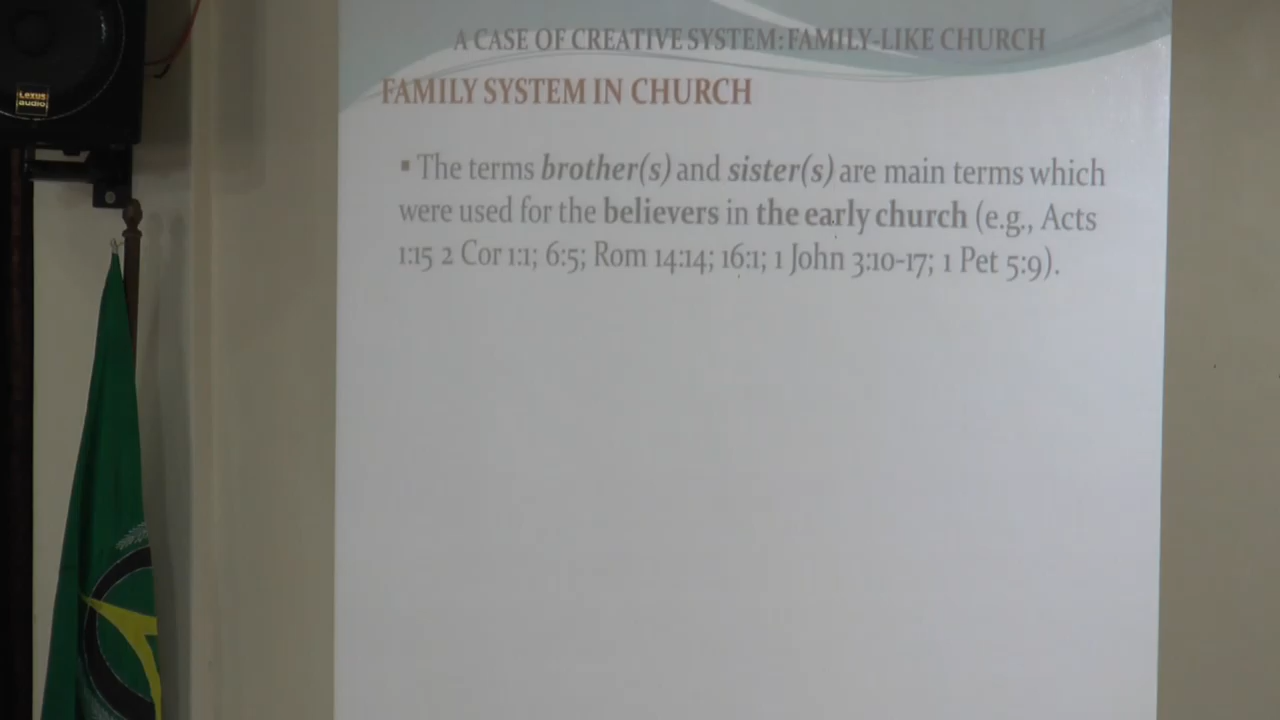 Lexus
audio
A CASE OF CREATIVE SYSTEM: FAMILY-LIKE CHURCH
FAMILY SYSTEM IN CHURCH
▪ The terms brother(s) and sister(s) are main terms which
were used for the believers in the early church (e.g., Acts
1:15 2 Cor 1:1; 6:5; Rom 14:14; 16:1; 1 John 3:10-17; 1 Pet 5:9).